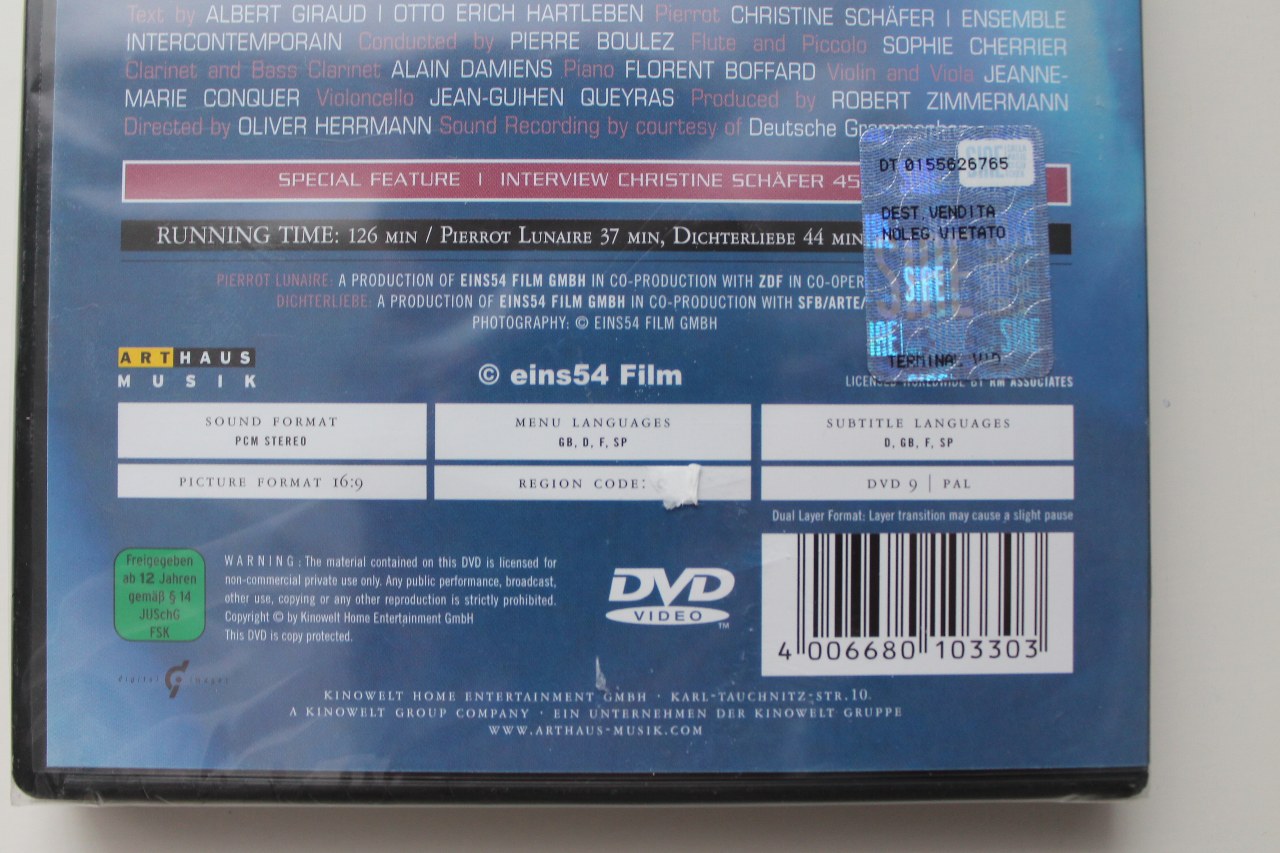 Text by ALBERT GIRAUD | OTTO ERICH HARTLEBEN Pierrot CHRISTINE SCHÄFER | ENSEMBLE
INTERCONTEMPORAIN Conducted by PIERRE BOULEZ Flute and Piccolo SOPHIE CHERRIER
Clarinet and Bass Clarinet ALAIN DAMIENS Piano FLORENT BOFFARD Violin and Viola JEANNE-
MARIE CONQUER Violoncello JEAN-GUIHEN QUEYRAS Produced by ROBERT ZIMMERMANN
Directed by OLIVER HERRMANN Sound Recording by courtesy of Deutsche
SPECIAL FEATURE | INTERVIEW CHRISTINE SCHÄFER 45
RUNNING TIME: 126 MIN / PIERROT LUNAIRE 37 MIN, DICHTERLIEBE 44 MIN
DT 0155626765
DEST. VENDITA
NOLEG. VIETATO
SIAE
TERMINAL VID
PIERROT LUNAIRE: A PRODUCTION OF EINS54 FILM GMBH IN CO-PRODUCTION WITH ZDF IN CO-OPER
DICHTERLIEBE: A PRODUCTION OF EINS54 FILM GMBH IN CO-PRODUCTION WITH SFB/ARTE/
PHOTOGRAPHY: © EINS54 FILM GMBH
ARTHAUS
MUSIK
© eins54 Film
LICENSED WORLDWIDE BY RM ASSOCIATES
SOUND FORMAT
PCM STEREO
MENU LANGUAGES
GB, D, F, SP
SUBTITLE LANGUAGES
D, GB, F, SP
PICTURE FORMAT 16:9
REGION CODE:
DVD 9 | PAL
Dual Layer Format: Layer transition may cause a slight pause
Freigegeben
ab 12 Jahren
gemäß § 14
JUSchG
FSK
WARNING: The material contained on this DVD is licensed for
non-commercial private use only. Any public performance, broadcast,
other use, copying or any other reproduction is strictly prohibited.
Copyright © by Kinowelt Home Entertainment GmbH
This DVD is copy protected.
DVD
VIDEO
TM
4 006680 103303
digital images
KINOWELT HOME ENTERTAINMENT GMBH · KARL-TAUCHNITZ-STR.10.
A KINOWELT GROUP COMPANY · EIN UNTERNEHMEN DER KINOWELT GRUPPE
WWW.ARTHAUS-MUSIK.COM